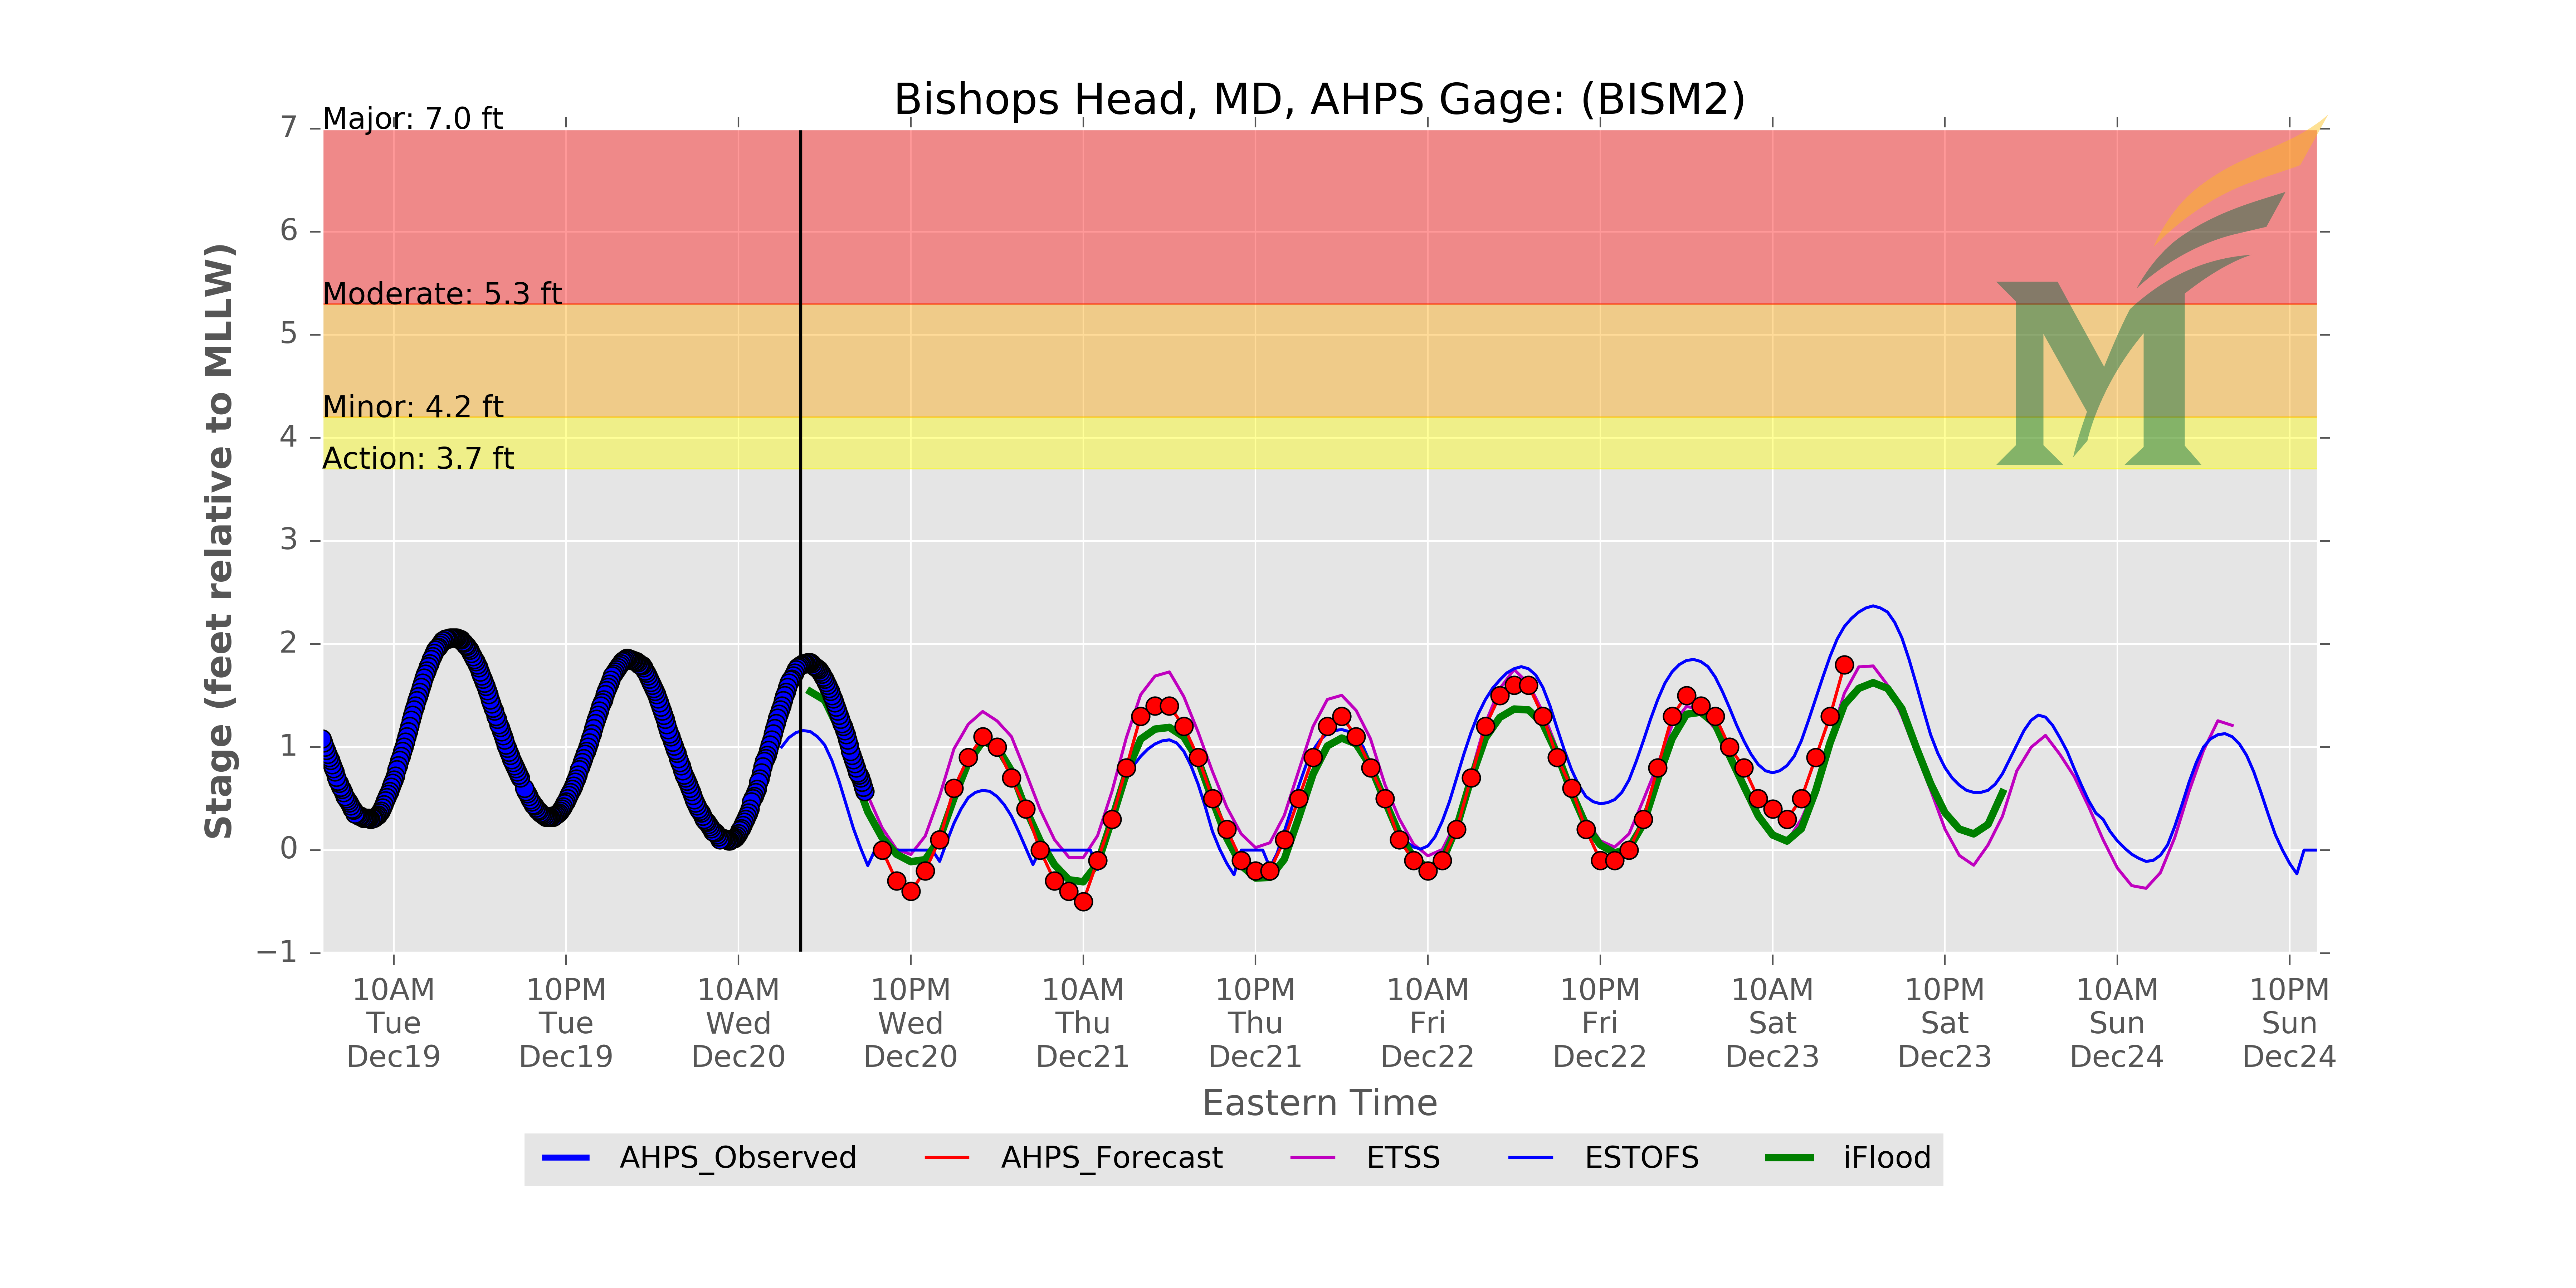 Bishops Head, MD, AHPS Gage: (BISM2)
Major: 7.0 ft
Moderate: 5.3 ft
Minor: 4.2 ft
Action: 3.7 ft
Stage (feet relative to MLLW)
7
6
5
4
3
2
1
0
−1
10AM Tue Dec19
10PM Tue Dec19
10AM Wed Dec20
10PM Wed Dec20
10AM Thu Dec21
10PM Thu Dec21
10AM Fri Dec22
10PM Fri Dec22
10AM Sat Dec23
10PM Sat Dec23
10AM Sun Dec24
10PM Sun Dec24
Eastern Time
AHPS_Observed AHPS_Forecast ETSS ESTOFS iFlood
M